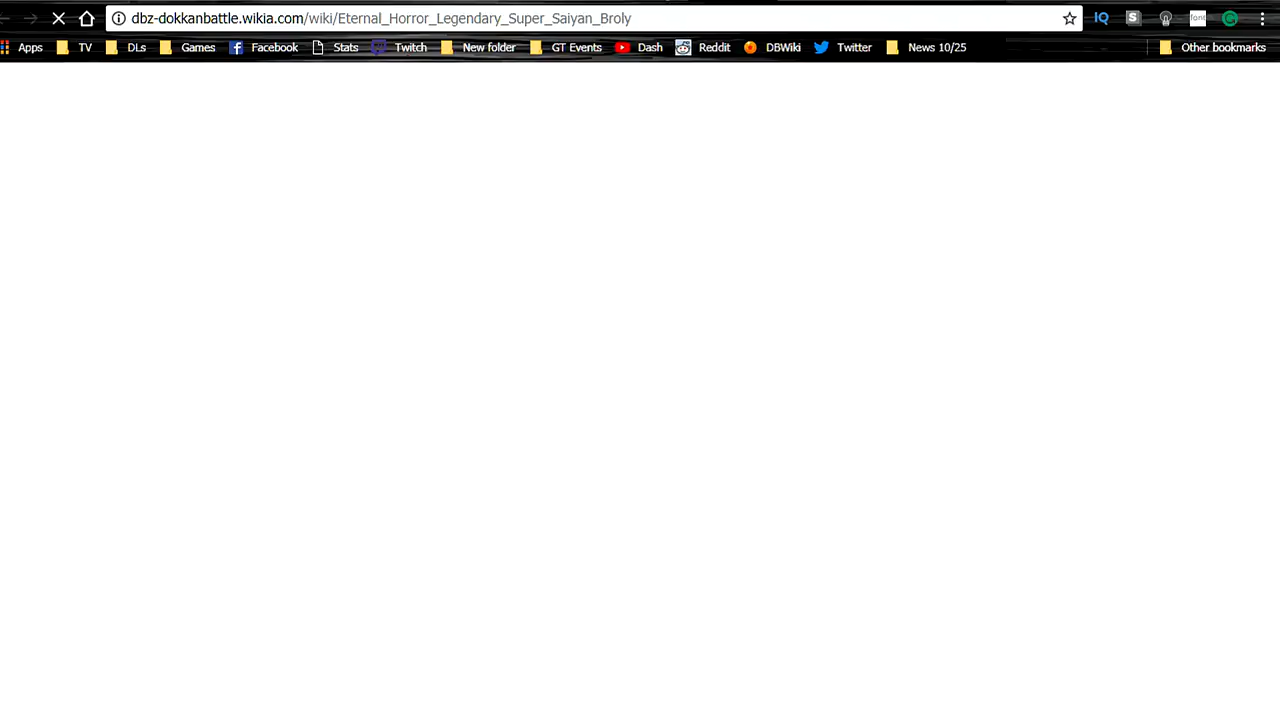 dbz-dokkanbattle.wikia.com/wiki/Eternal_Horror_Legendary_Super_Saiyan_Broly IQ S font
Apps TV DLs Games Facebook Stats Twitch New folder GT Events Dash Reddit DBWiki Twitter News 10/25 Other bookmarks